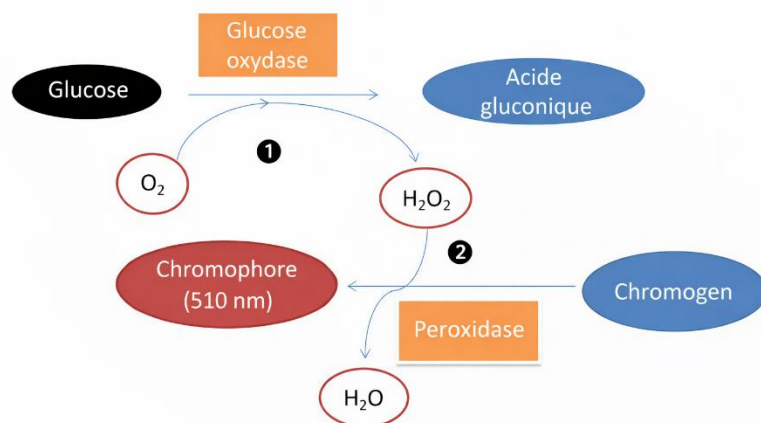 Glucose
oxydase
Glucose
Acide
gluconique
❶
O₂
H₂O₂
❷
Chromophore
(510 nm)
Chromogen
Peroxidase
H₂O